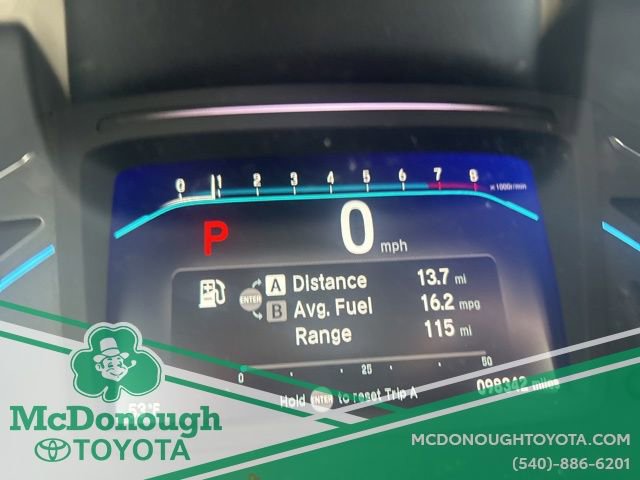 0 1 2 3 4 5 6 7 8 x1000r/min
P 0 mph
A Distance 13.7 mi
ENTER
B Avg. Fuel 16.2 mpg
Range 115 mi
0 25 50
Hold ENTER to reset Trip A
098342 miles
53°F
McDonough
TOYOTA
MCDONOUGHTOYOTA.COM
(540)-886-6201